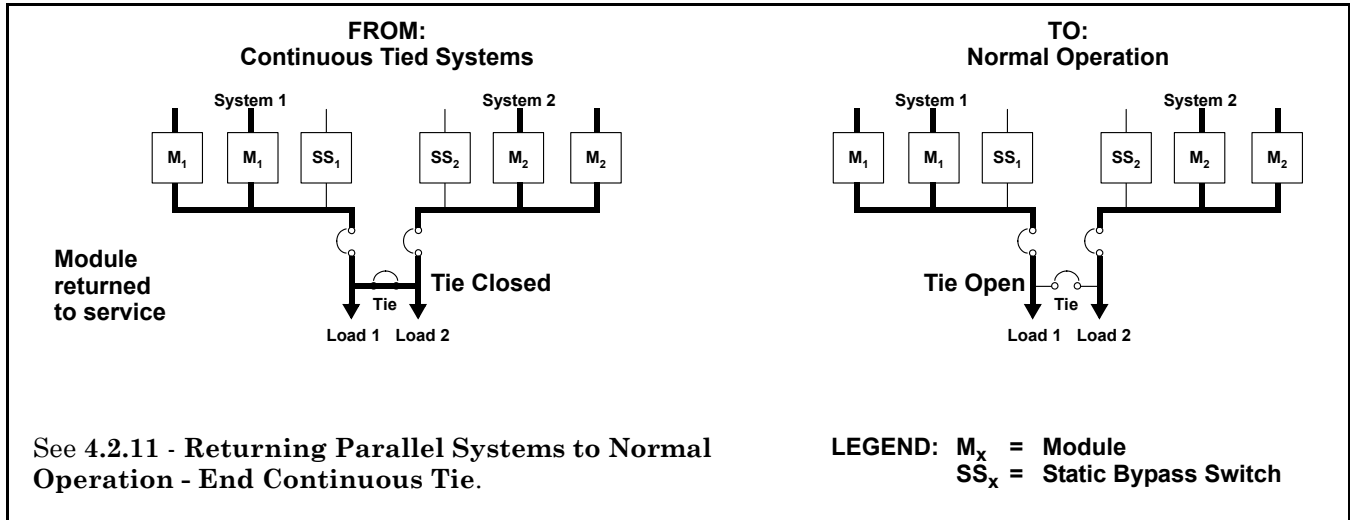 FROM:
Continuous Tied Systems
System 1 System 2
M1 M1 SS1 SS2 M2 M2
Module
returned
to service
Tie Closed
Tie
Load 1 Load 2
TO:
Normal Operation
System 1 System 2
M1 M1 SS1 SS2 M2 M2
Tie Open
Tie
Load 1 Load 2
See 4.2.11 - Returning Parallel Systems to Normal
Operation - End Continuous Tie.
LEGEND: Mx = Module
SSx = Static Bypass Switch